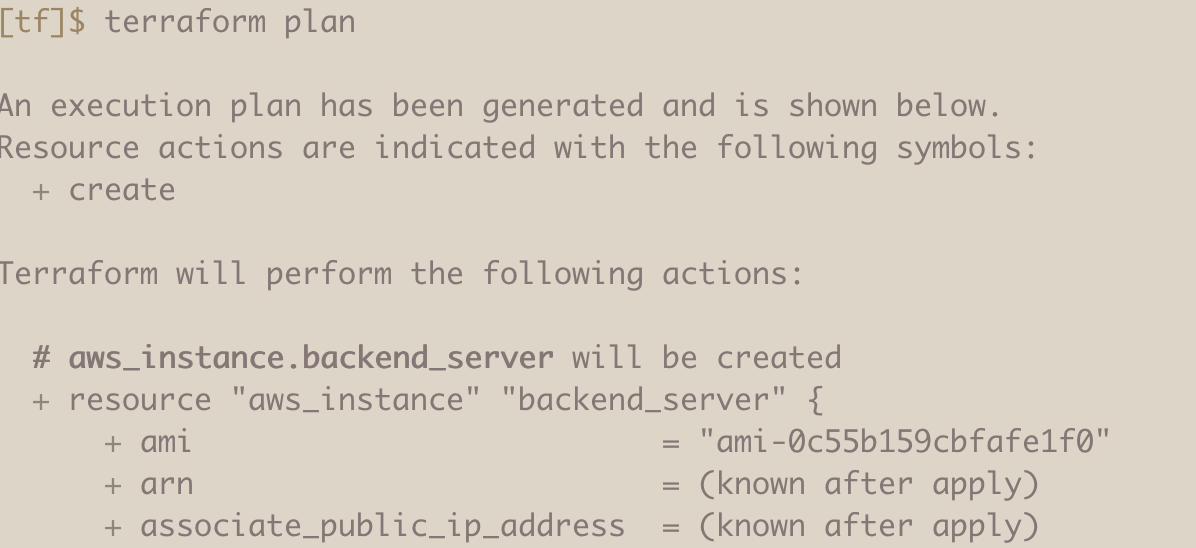 [tf]$ terraform plan
An execution plan has been generated and is shown below.
Resource actions are indicated with the following symbols:
+ create
Terraform will perform the following actions:
# aws_instance.backend_server will be created
+ resource "aws_instance" "backend_server" {
+ ami = "ami-0c55b159cbfafe1f0"
+ arn = (known after apply)
+ associate_public_ip_address = (known after apply)